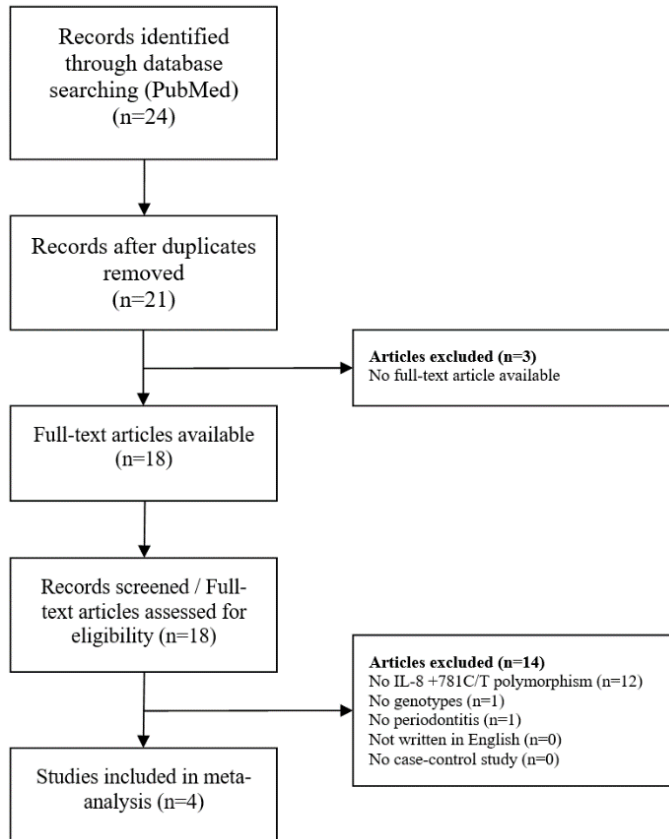 Records identified
through database
searching (PubMed)
(n=24)
Records after duplicates
removed
(n=21)
Articles excluded (n=3)
No full-text article available
Full-text articles available
(n=18)
Records screened / Full-
text articles assessed for
eligibility (n=18)
Articles excluded (n=14)
No IL-8 +781C/T polymorphism (n=12)
No genotypes (n=1)
No periodontitis (n=1)
Not written in English (n=0)
No case-control study (n=0)
Studies included in meta-
analysis (n=4)